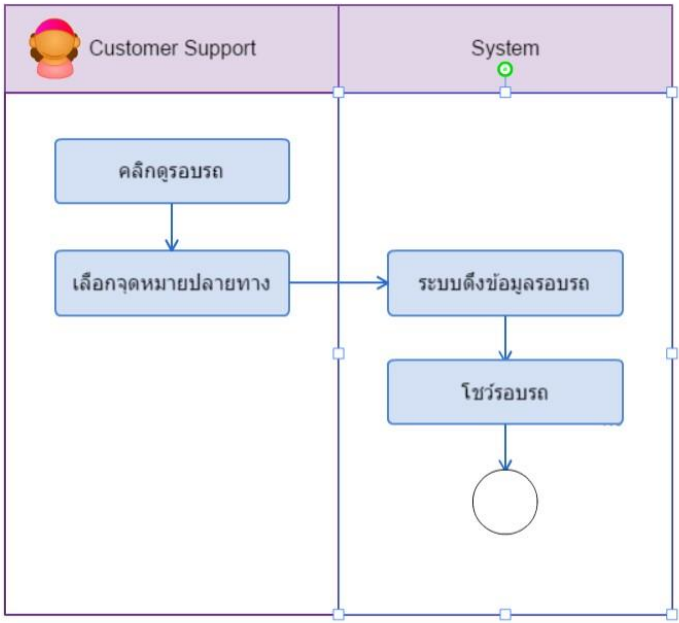 Customer Support
System
คลิกดูรอบรถ
เลือกจุดหมายปลายทาง
ระบบดึงข้อมูลรอบรถ
โชว์รอบรถ